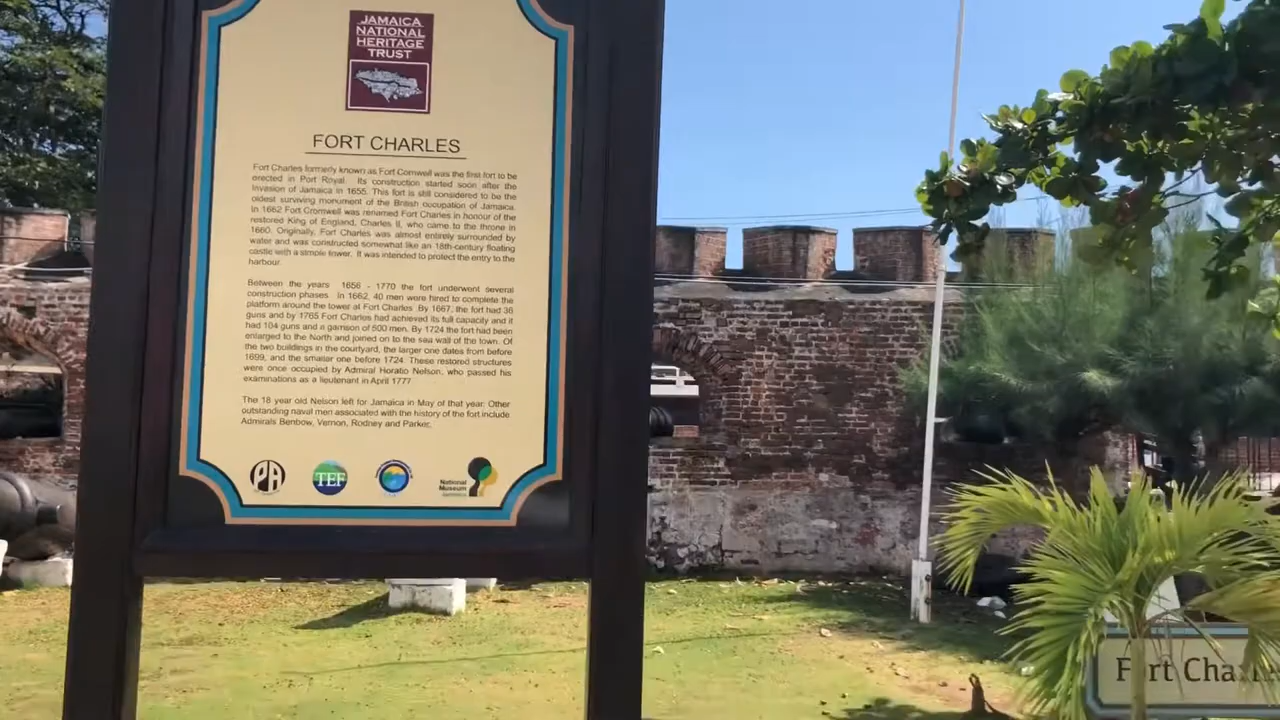 JAMAICA
NATIONAL
HERITAGE
TRUST
FORT CHARLES
Fort Charles formerly known as Fort Cornwell was the first fort to be
erected in Port Royal. Its construction started soon after the
Invasion of Jamaica in 1655. This fort is still considered to be the
oldest surviving monument of the British occupation of Jamaica.
In 1662 Fort Cromwell was renamed Fort Charles in honour of the
restored King of England, Charles II, who came to the throne in
1660. Originally, Fort Charles was almost entirely surrounded by
water and was constructed somewhat like an 18th-century floating
castle with a simple tower. It was intended to protect the entry to the
harbour.
Between the years 1656 - 1770 the fort underwent several
construction phases. In 1662, 40 men were hired to complete the
platform around the tower at Fort Charles. By 1667, the fort had 36
guns and by 1765 Fort Charles had achieved its full capacity and it
had 104 guns and a garrison of 500 men. By 1724 the fort had been
enlarged to the North and joined on to the sea wall of the town. Of
the two buildings in the courtyard, the larger one dates from before
1699, and the smaller one before 1724. These restored structures
were once occupied by Admiral Horatio Nelson, who passed his
examinations as a lieutenant in April 1777.
The 18 year old Nelson left for Jamaica in May of that year. Other
outstanding naval men associated with the history of the fort include
Admirals Benbow, Vernon, Rodney and Parker.
PA
TEF
National
Museum
Fort Charles